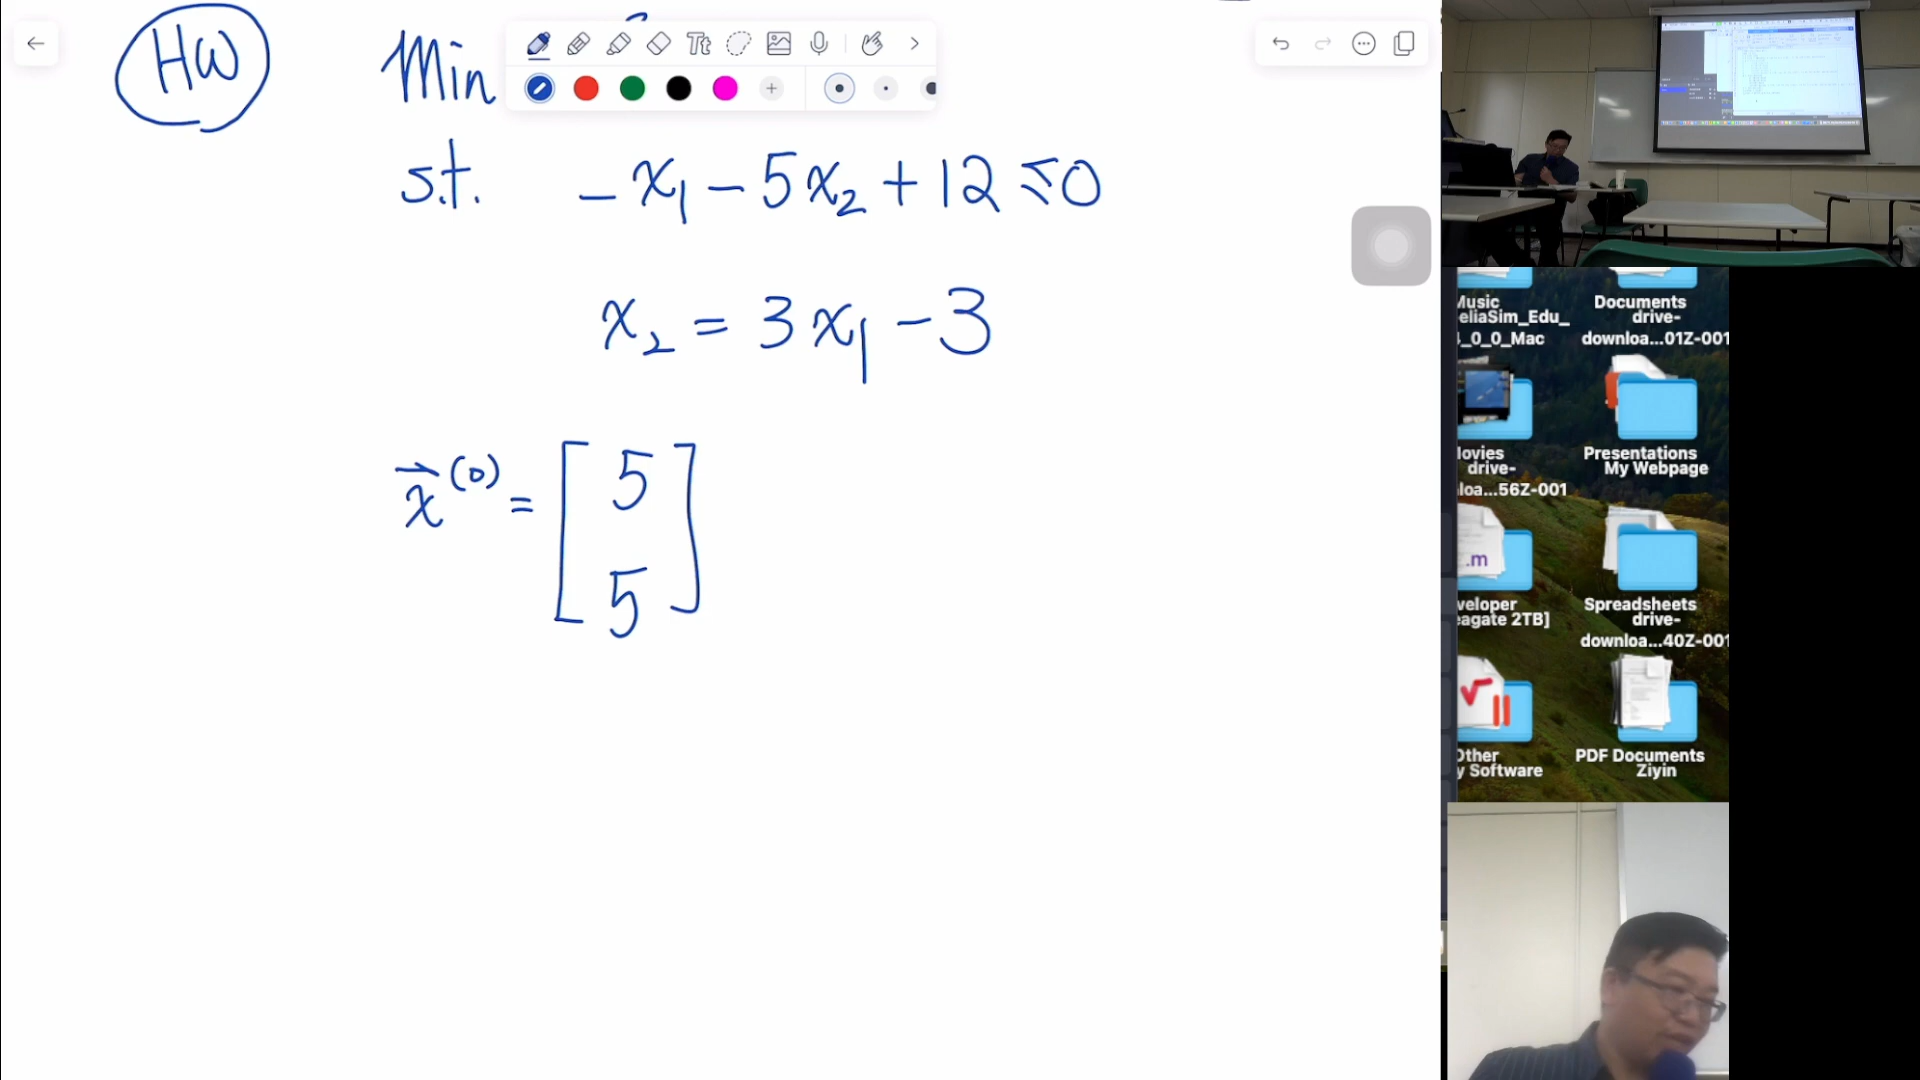 HW
Min
s.t. -x₁ - 5x₂ + 12 ≤ 0
x₂ = 3x₁ - 3
x⃗⁽⁰⁾ = [5
5]
Tt
Music
eliaSim_Edu_
_0_0_Mac
Documents
drive-
downloa...01Z-001
lovies
drive-
loa...56Z-001
Presentations
My Webpage
.m
veloper
eagate 2TB]
Spreadsheets
drive-
downloa...40Z-001
Other
y Software
PDF Documents
Ziyin